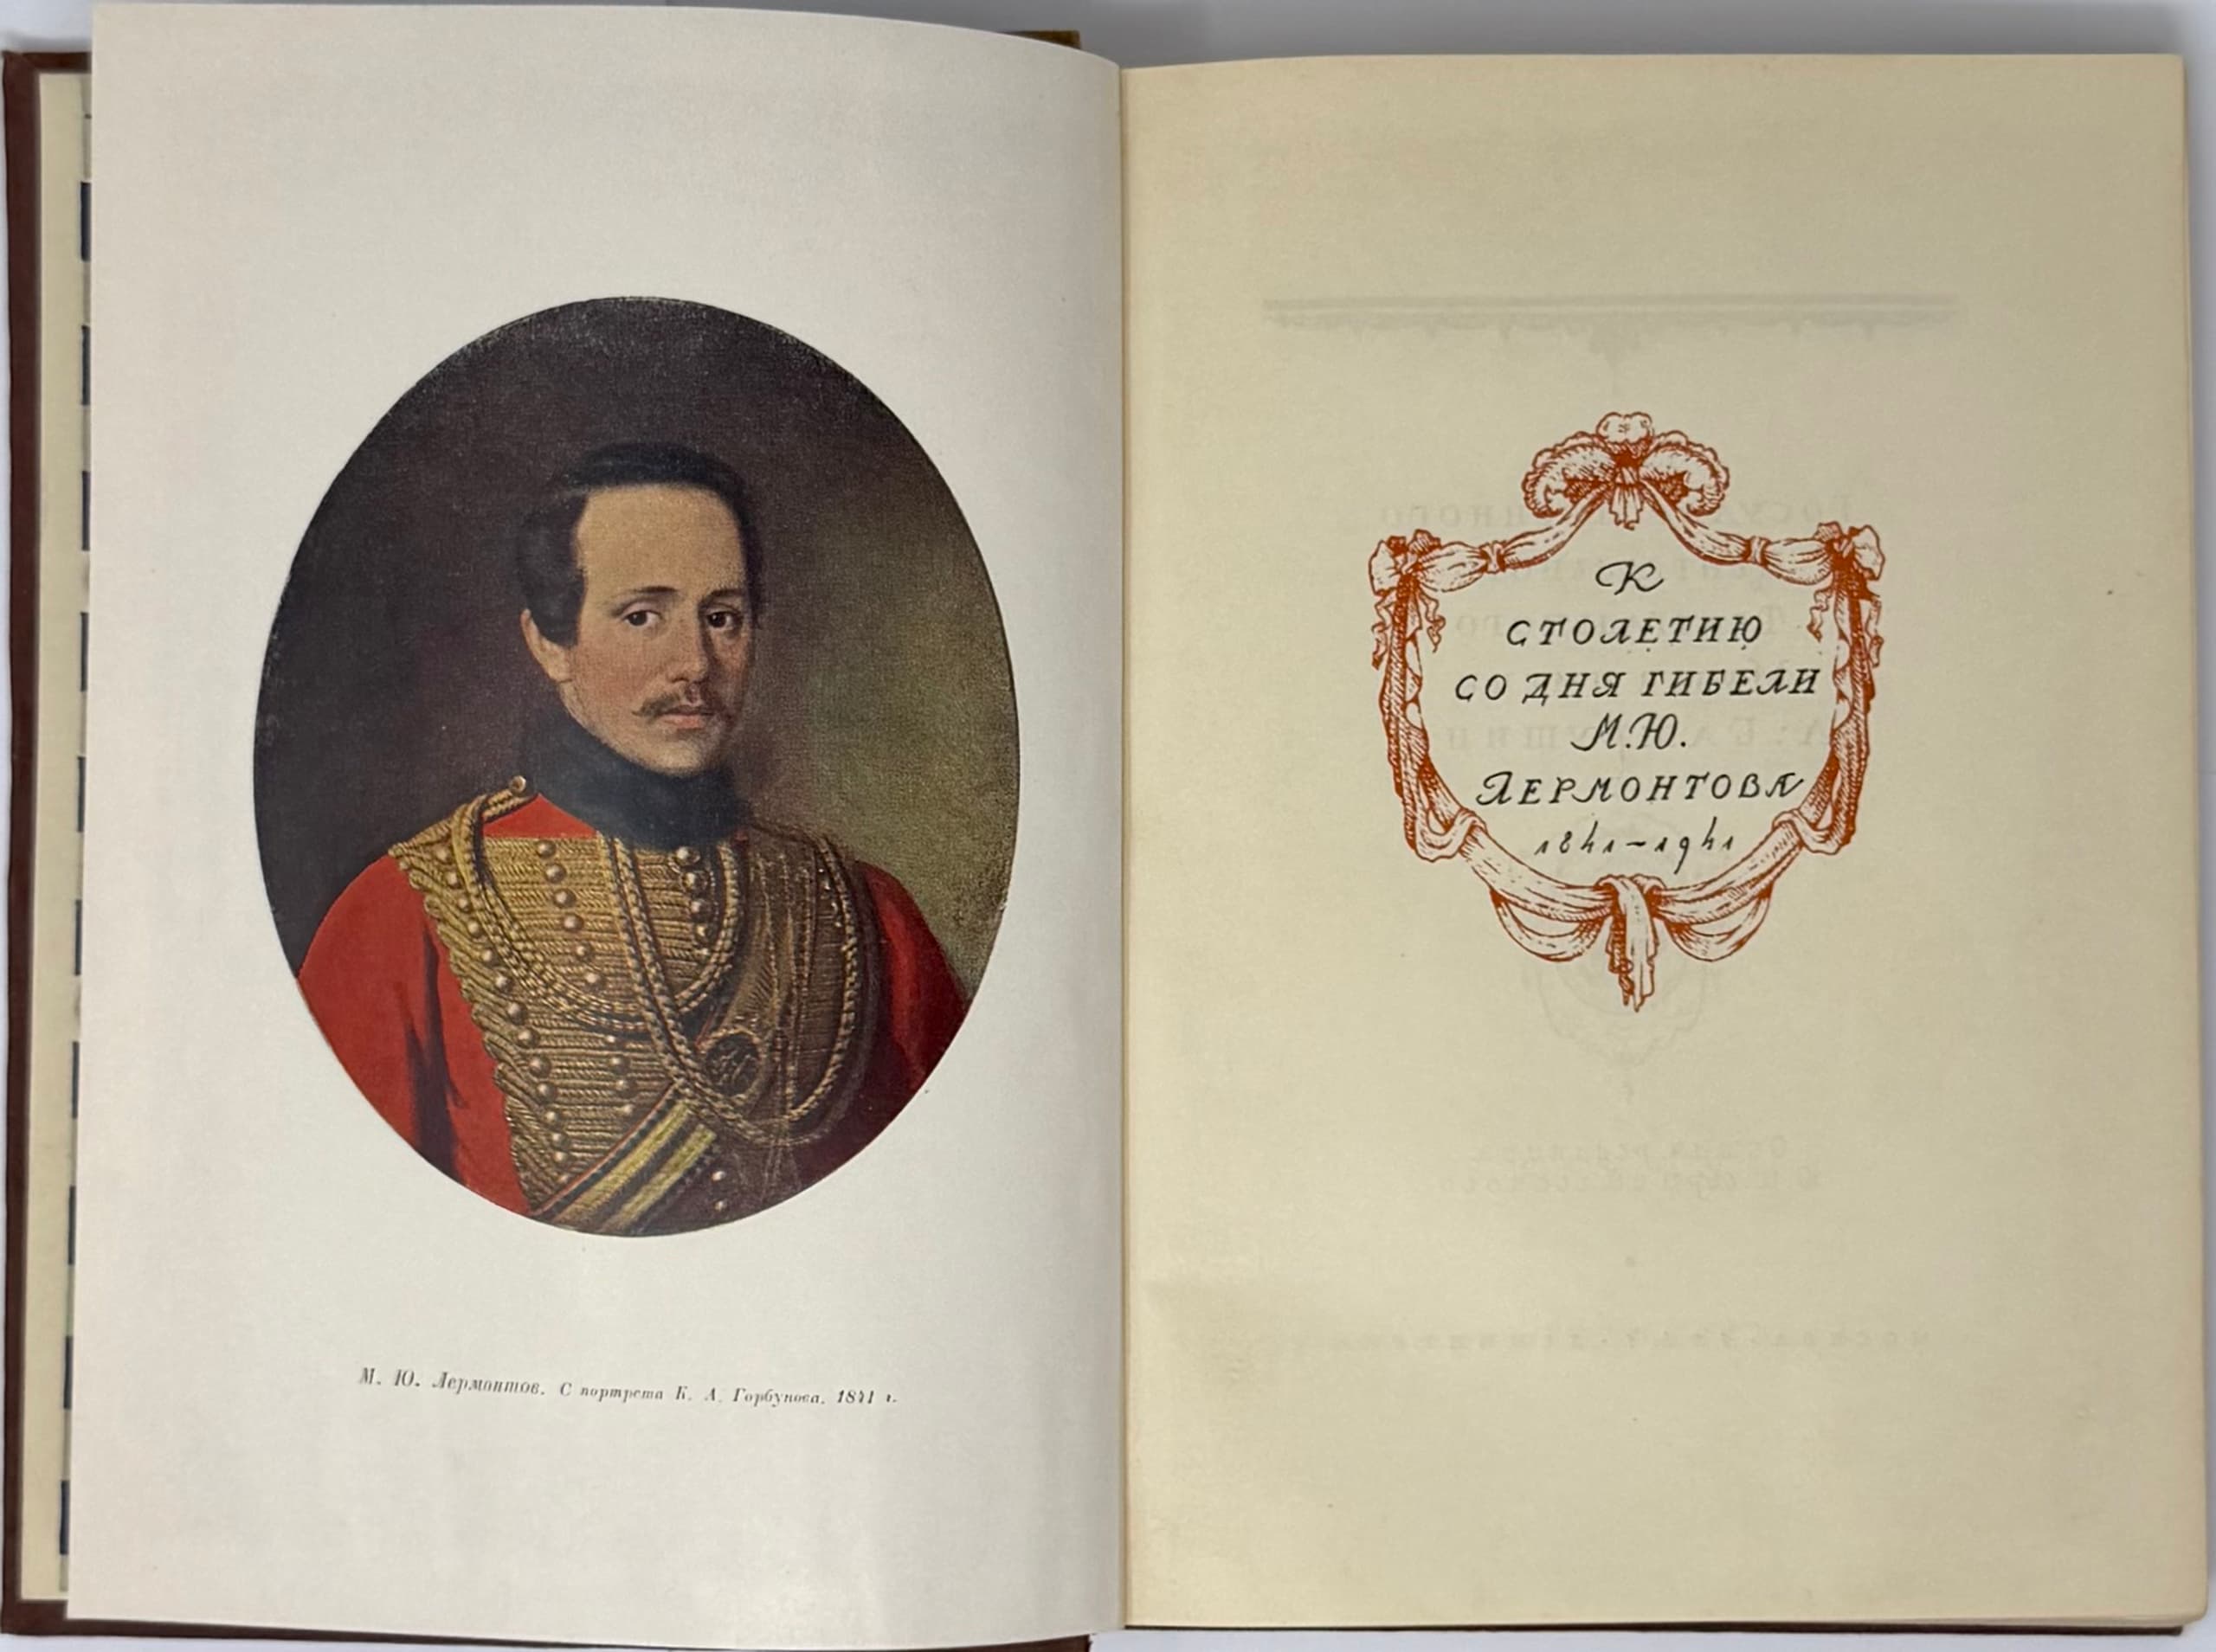 М. Ю. Лермонтов. С портрета К. А. Горбунова. 1841 г.
К
СТОЛЕТИЮ
СО ДНЯ ГИБЕЛИ
М.Ю.
ЛЕРМОНТОВА
1841–1941